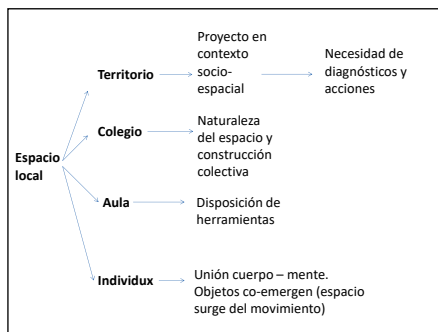 Espacio
local
Territorio
Proyecto en
contexto
socio-
espacial
Necesidad de
diagnósticos y
acciones
Colegio
Naturaleza
del espacio y
construcción
colectiva
Aula
Disposición de
herramientas
Individux
Unión cuerpo – mente.
Objetos co-emergen (espacio
surge del movimiento)